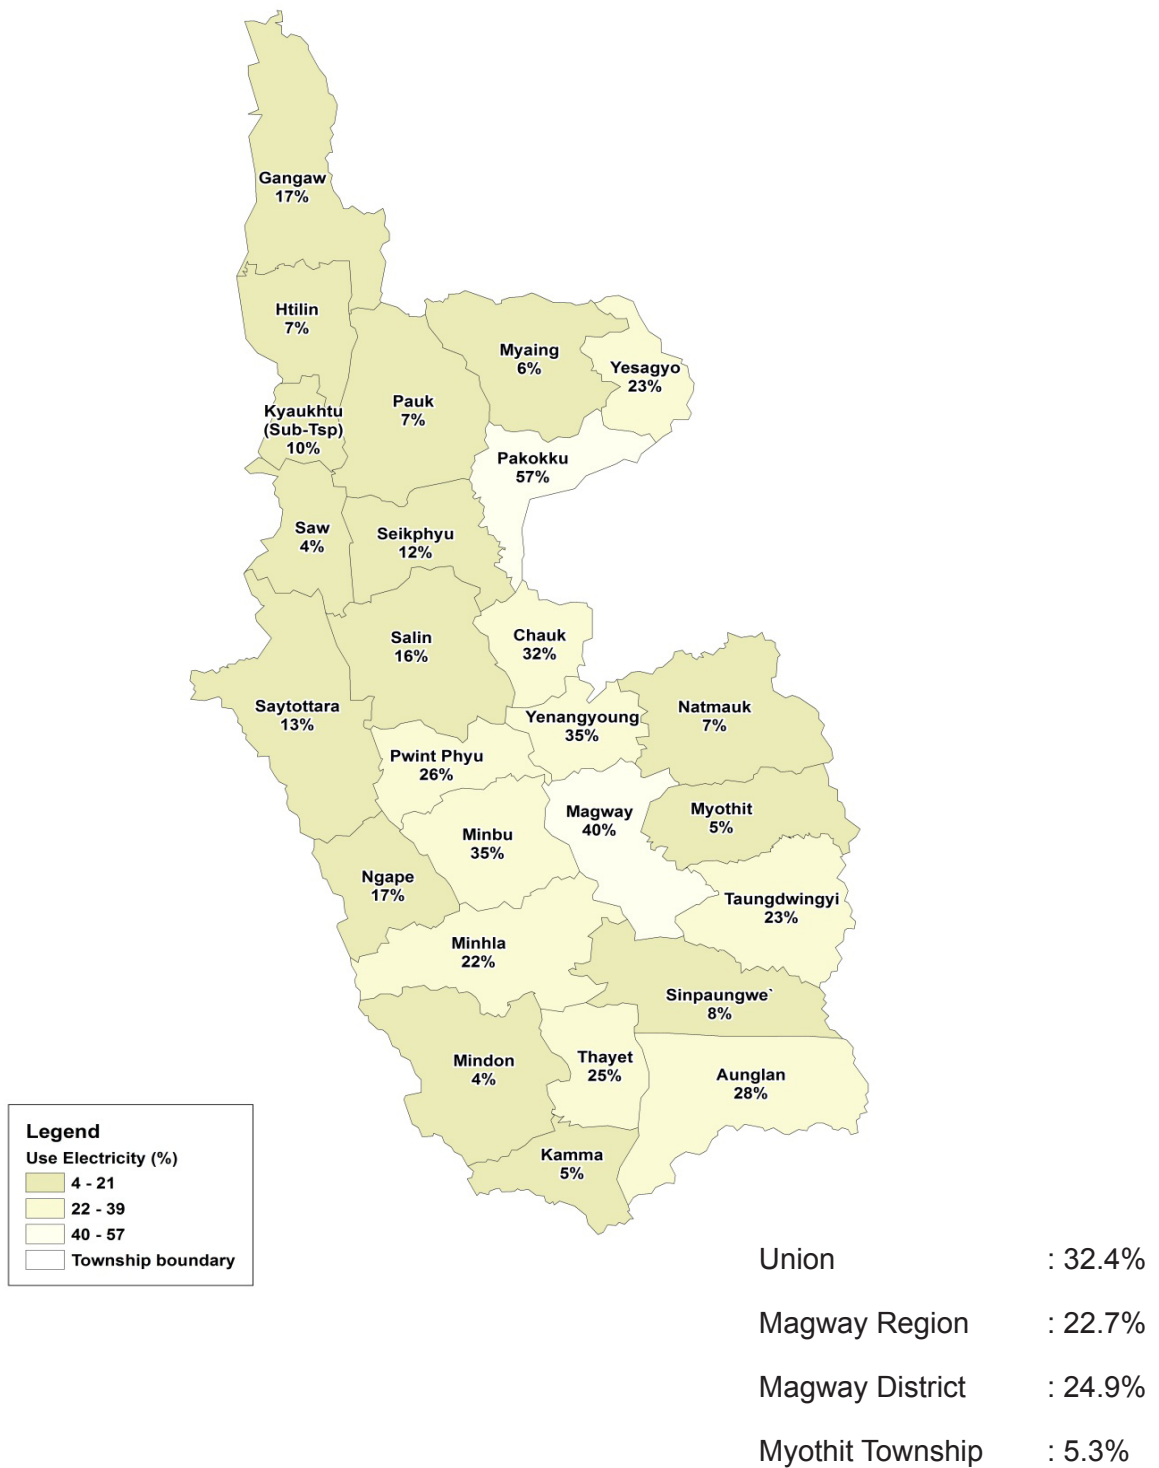 Gangaw
17%
Htilin
7%
Myaing
6%
Yesagyo
23%
Pauk
7%
Kyaukhtu
(Sub-Tsp)
10%
Pakokku
57%
Saw
4%
Seikphyu
12%
Salin
16%
Chauk
32%
Saytottara
13%
Yenangyoung
35%
Natmauk
7%
Pwint Phyu
26%
Magway
40%
Myothit
5%
Minbu
35%
Ngape
17%
Taungdwingyi
23%
Minhla
22%
Sinpaungwe`
8%
Mindon
4%
Thayet
25%
Aunglan
28%
Kamma
5%
Legend
Use Electricity (%)
4 - 21
22 - 39
40 - 57
Township boundary
Union : 32.4%
Magway Region : 22.7%
Magway District : 24.9%
Myothit Township : 5.3%